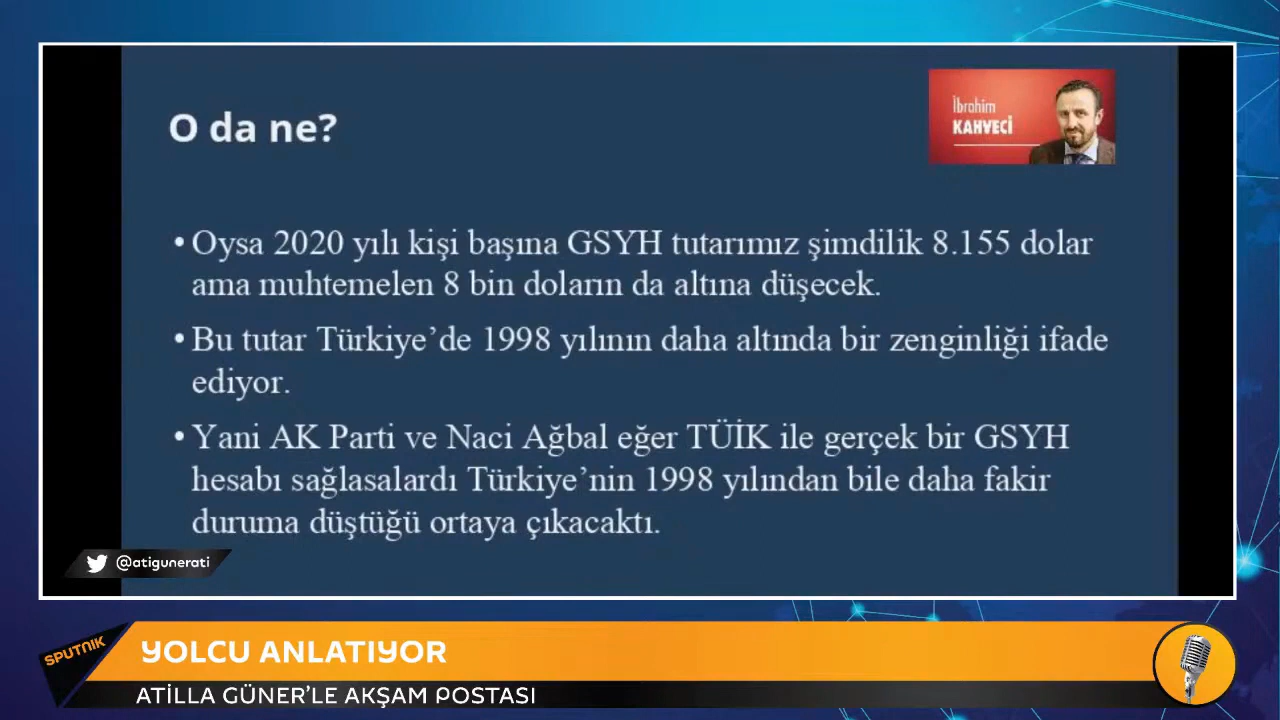 O da ne?
İbrahim
KAHVECİ
• Oysa 2020 yılı kişi başına GSYH tutarımız şimdilik 8.155 dolar
ama muhtemelen 8 bin doların da altına düşecek.
• Bu tutar Türkiye’de 1998 yılının daha altında bir zenginliği ifade
ediyor.
• Yani AK Parti ve Naci Ağbal eğer TÜİK ile gerçek bir GSYH
hesabı sağlasalardı Türkiye’nin 1998 yılından bile daha fakir
duruma düştüğü ortaya çıkacaktı.
@atigunerati
SPUTNİK
YOLCU ANLATIYOR
ATİLLA GÜNER’LE AKŞAM POSTASI